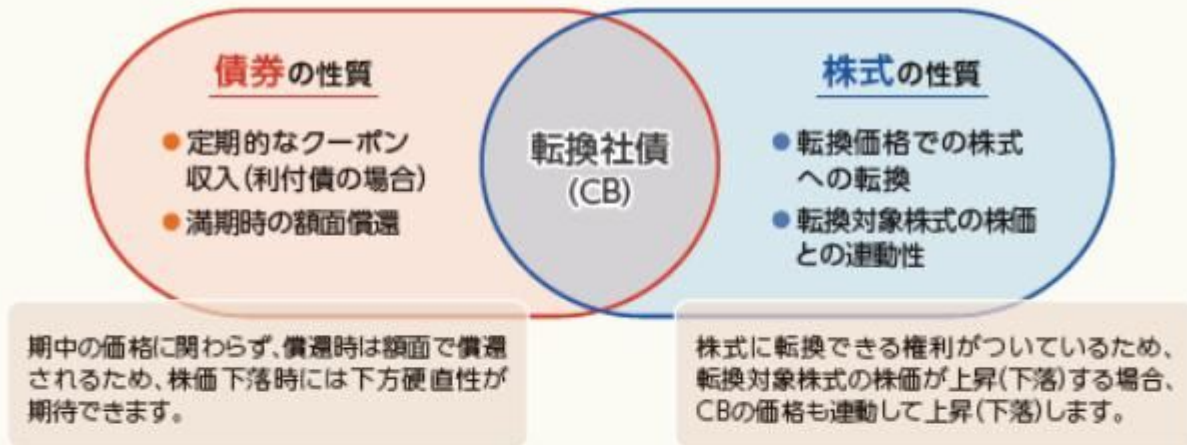 債券の性質
●定期的なクーポン
収入(利付債の場合)
●満期時の額面償還
転換社債
(CB)
株式の性質
●転換価格での株式
への転換
●転換対象株式の株価
との連動性
期中の価格に関わらず、償還時は額面で償還
されるため、株価下落時には下方硬直性が
期待できます。
株式に転換できる権利がついているため、
転換対象株式の株価が上昇(下落)する場合、
CBの価格も連動して上昇(下落)します。